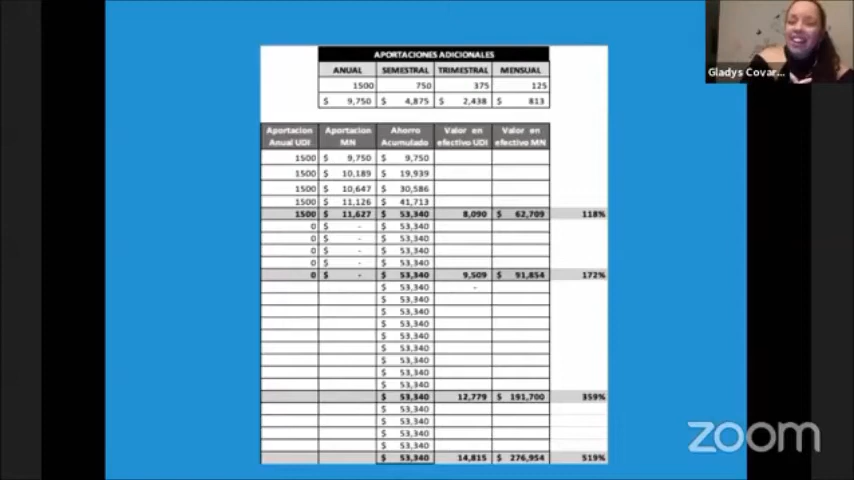 Gladys Covar...
APORTACIONES ADICIONALES
ANUAL SEMESTRAL TRIMESTRAL MENSUAL
1500 750 375 125
$ 9,750 $ 4,875 $ 2,438 $ 813
Aportacion Aportacion Ahorro Valor en Valor en
Anual UDI MN Acumulado efectivo UDI efectivo MN
1500 $ 9,750 $ 9,750
1500 $ 10,189 $ 19,939
1500 $ 10,647 $ 30,586
1500 $ 11,126 $ 41,713
1500 $ 11,627 $ 53,340 8,090 $ 62,709 118%
0 $ - $ 53,340
0 $ - $ 53,340
0 $ - $ 53,340
0 $ - $ 53,340
0 $ - $ 53,340 9,509 $ 91,854 172%
$ 53,340 -
$ 53,340
$ 53,340
$ 53,340
$ 53,340
$ 53,340
$ 53,340
$ 53,340
$ 53,340
$ 53,340 12,779 $ 191,700 359%
$ 53,340
$ 53,340
$ 53,340
$ 53,340
$ 53,340 14,815 $ 276,954 519%
zoom